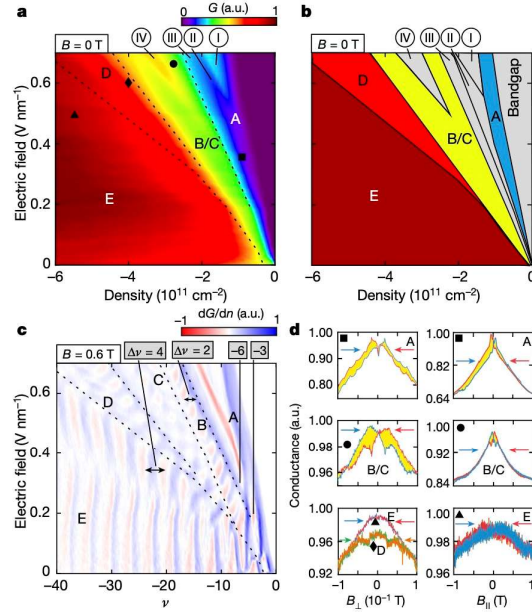 a
G (a.u.)
0
1
B = 0 T
IV
III
II
I
D
A
B/C
E
Electric field (V nm⁻¹)
0.6
0.4
0.2
0
−6
−4
−2
0
Density (10¹¹ cm⁻²)
b
B = 0 T
IV
III
II
I
D
A
Bandgap
B/C
E
−6
−4
−2
0
Density (10¹¹ cm⁻²)
c
dG/dn (a.u.)
−1
1
B = 0.6 T
Δν = 4
Δν = 2
−6
−3
C
D
B
A
E
Electric field (V nm⁻¹)
0.6
0.4
0.2
0
−40
−30
−20
−10
0
ν
d
Conductance (a.u.)
1.00
0.90
0.80
A
1.00
0.82
0.64
A
1.00
0.98
0.96
B/C
1.00
0.92
0.84
B/C
1.00
0.96
0.92
E
D
1.00
0.98
0.96
E
−1
0
1
B⊥ (10⁻¹ T)
−1
0
1
B∥ (T)